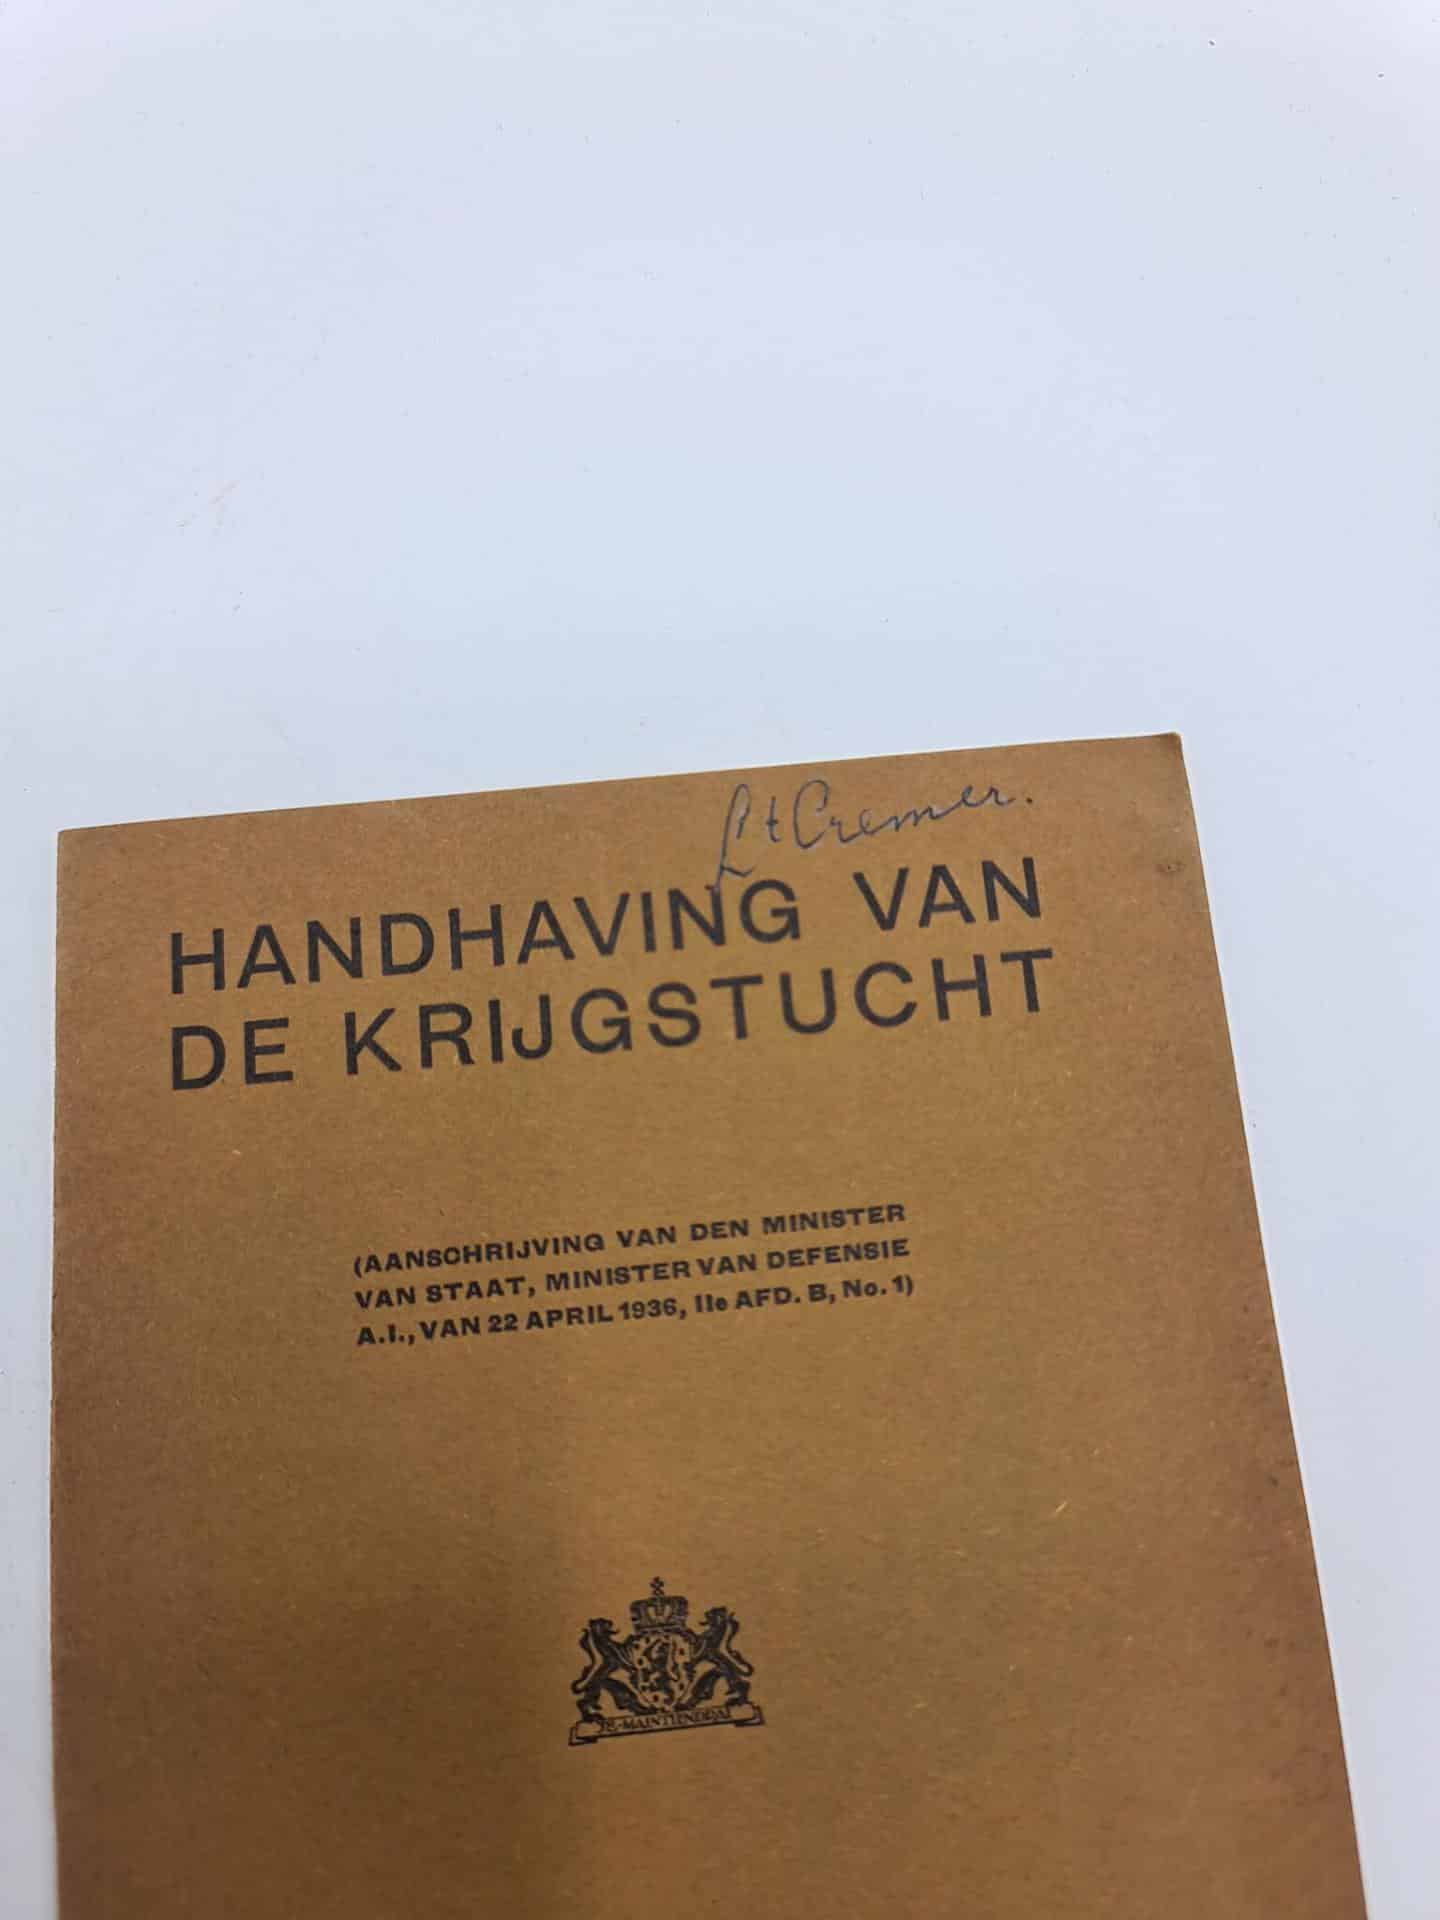 Lt Cremer.
HANDHAVING VAN
DE KRIJGSTUCHT
(AANSCHRIJVING VAN DEN MINISTER
VAN STAAT, MINISTER VAN DEFENSIE
A.I., VAN 22 APRIL 1936, IIe AFD. B, No. 1)
JE-MAINTIENDRAI